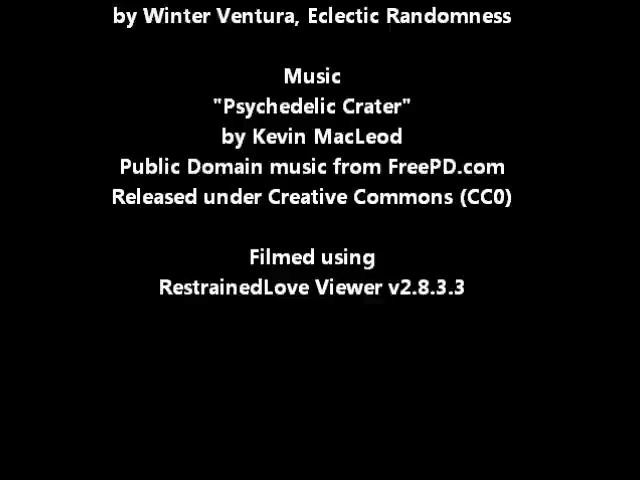 by Winter Ventura, Eclectic Randomness
Music
"Psychedelic Crater"
by Kevin MacLeod
Public Domain music from FreePD.com
Released under Creative Commons (CC0)
Filmed using
RestrainedLove Viewer v2.8.3.3